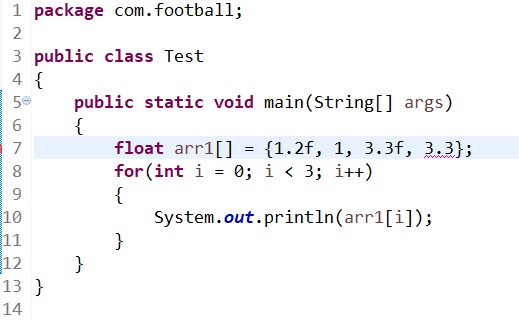 1 package com.football;
2
3 public class Test
4 {
5     public static void main(String[] args)
6     {
7         float arr1[] = {1.2f, 1, 3.3f, 3.3};
8         for(int i = 0; i < 3; i++)
9         {
10             System.out.println(arr1[i]);
11         }
12     }
13 }
14